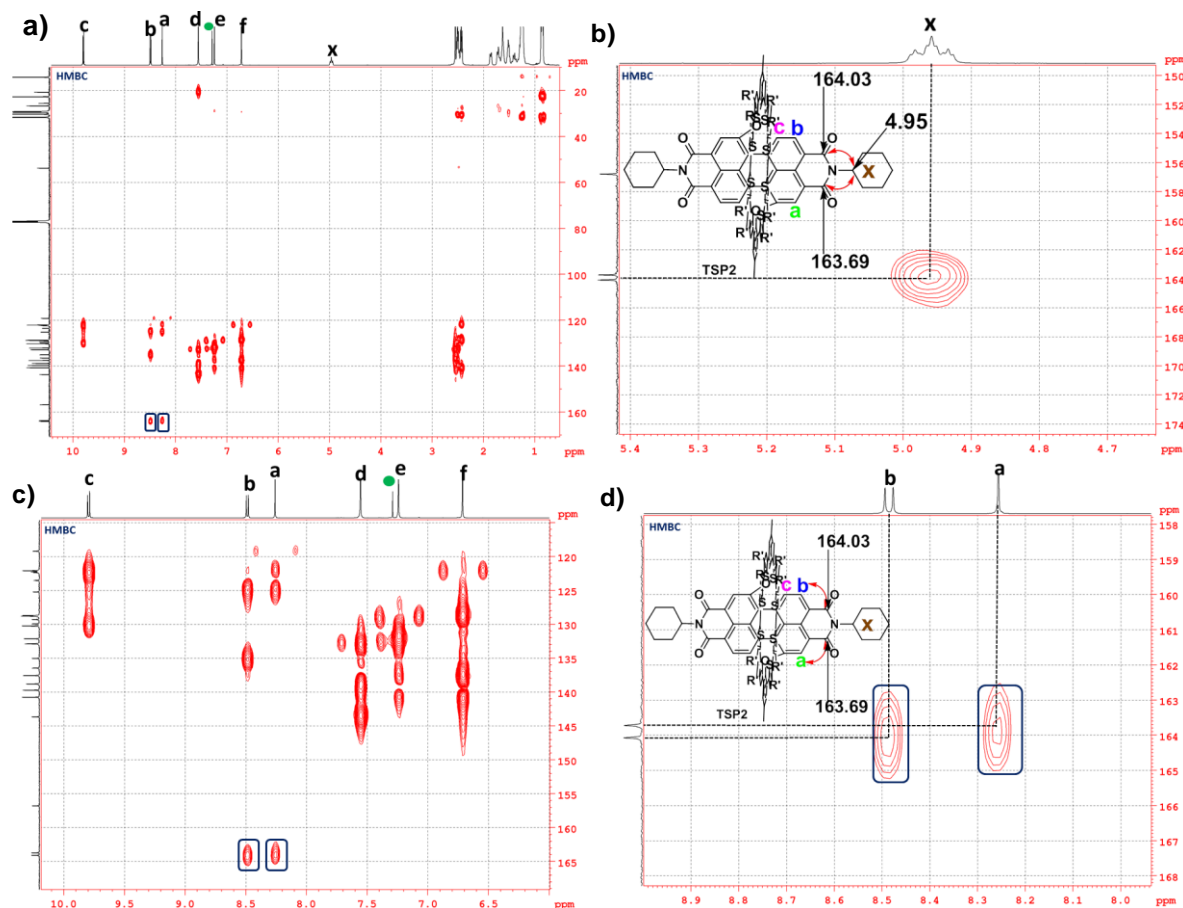 a)
c b a d e f
x
ppm
HMBC
20
40
60
80
100
120
140
160
10 9 8 7 6 5 4 3 2 1 ppm
b)
x
ppm
HMBC
150
152
154
156
158
160
162
164
166
168
170
172
174
164.03
4.95
R' R'
c b
O O
S S
N N
x
O O
S S
a
R' R'
163.69
TSP2
5.4 5.3 5.2 5.1 5.0 4.9 4.8 4.7 ppm
c)
c b a d e f
ppm
HMBC
120
125
130
135
140
145
150
155
160
165
10.0 9.5 9.0 8.5 8.0 7.5 7.0 6.5 ppm
d)
b a
ppm
HMBC
158
159
160
161
162
163
164
165
166
167
168
164.03
R' R'
c b
O O
S S
N N
x
O O
S S
a
R' R'
163.69
TSP2
8.9 8.8 8.7 8.6 8.5 8.4 8.3 8.2 8.1 8.0 ppm